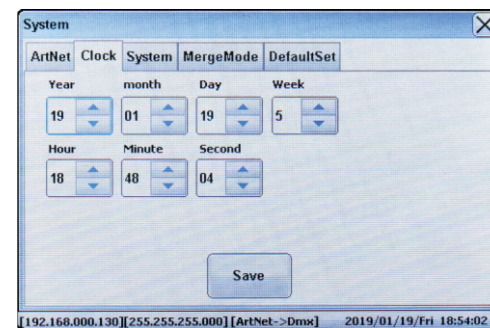 System
ArtNet Clock System MergeMode DefaultSet
Year month Day Week
19 01 19 5
Hour Minute Second
18 48 04
Save
[192.168.000.130][255.255.255.000][ArtNet->Dmx] 2019/01/19/Fri 18:54:02